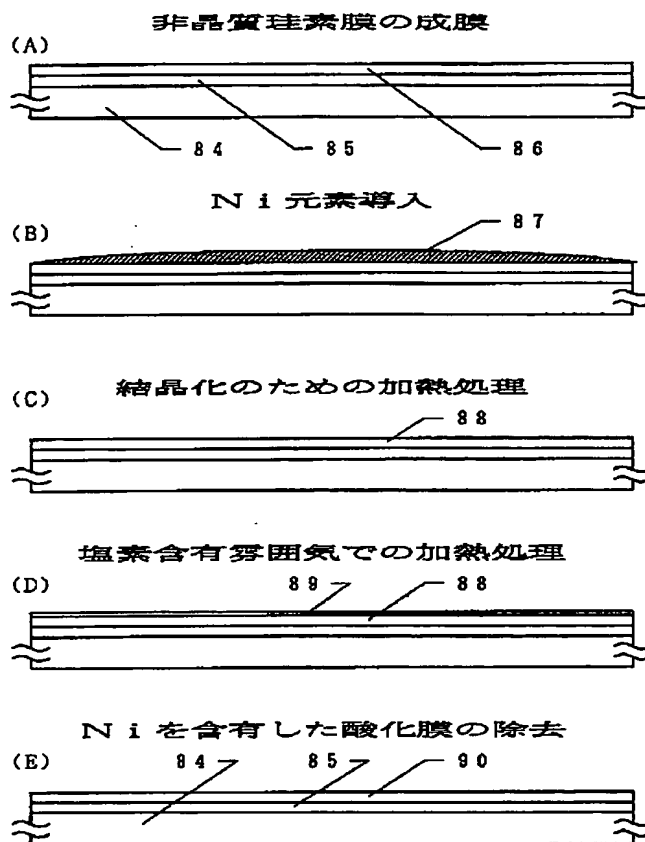 非晶質珪素膜の成膜
(A)
84 85 86
Ni元素導入
(B)
87
結晶化のための加熱処理
(C)
88
塩素含有雰囲気での加熱処理
(D)
89 88
Niを含有した酸化膜の除去
(E)
84 85 90